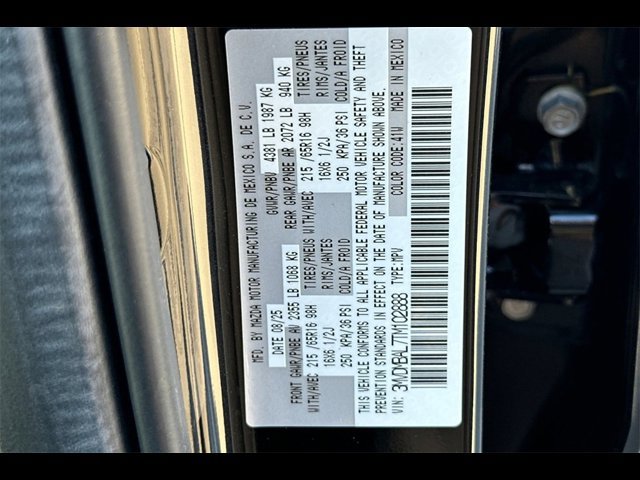 MFD. BY MAZDA MOTOR MANUFACTURING DE MEXICO S.A. DE C.V.
DATE 08/25 GVWR/PNBV 4381 LB 1987 KG
FRONT GAWR/PNBE AV 2355 LB 1068 KG REAR GAWR/PNBE AR 2072 LB 940 KG
TIRES/PNEUS TIRES/PNEUS
WITH/AVEC 215 /65R16 98H RIMS/JANTES WITH/AVEC 215 /65R16 98H RIMS/JANTES
16X6 1/2J COLD/A FROID 16X6 1/2J COLD/A FROID
250 KPA/36 PSI 250 KPA/36 PSI
THIS VEHICLE CONFORMS TO ALL APPLICABLE FEDERAL MOTOR VEHICLE SAFETY AND THEFT
PREVENTION STANDARDS IN EFFECT ON THE DATE OF MANUFACTURE SHOWN ABOVE.
COLOR CODE:41W MADE IN MEXICO
VIN: TYPE:MPV